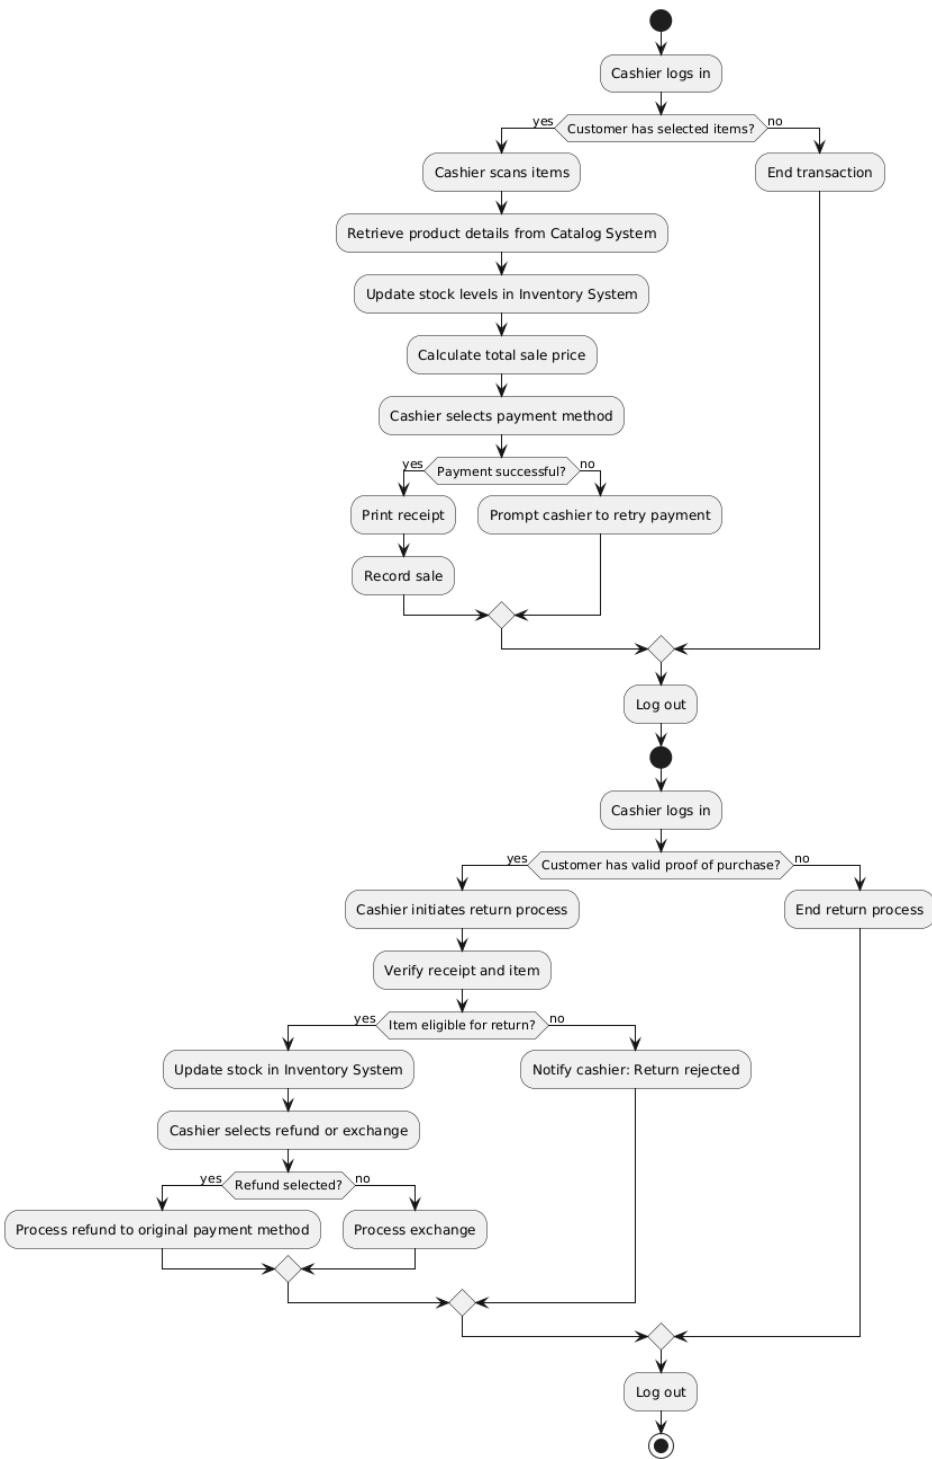 Cashier logs in
yes
Customer has selected items?
no
Cashier scans items
End transaction
Retrieve product details from Catalog System
Update stock levels in Inventory System
Calculate total sale price
Cashier selects payment method
yes
Payment successful?
no
Print receipt
Prompt cashier to retry payment
Record sale
Log out
Cashier logs in
yes
Customer has valid proof of purchase?
no
Cashier initiates return process
End return process
Verify receipt and item
yes
Item eligible for return?
no
Update stock in Inventory System
Notify cashier: Return rejected
Cashier selects refund or exchange
yes
Refund selected?
no
Process refund to original payment method
Process exchange
Log out